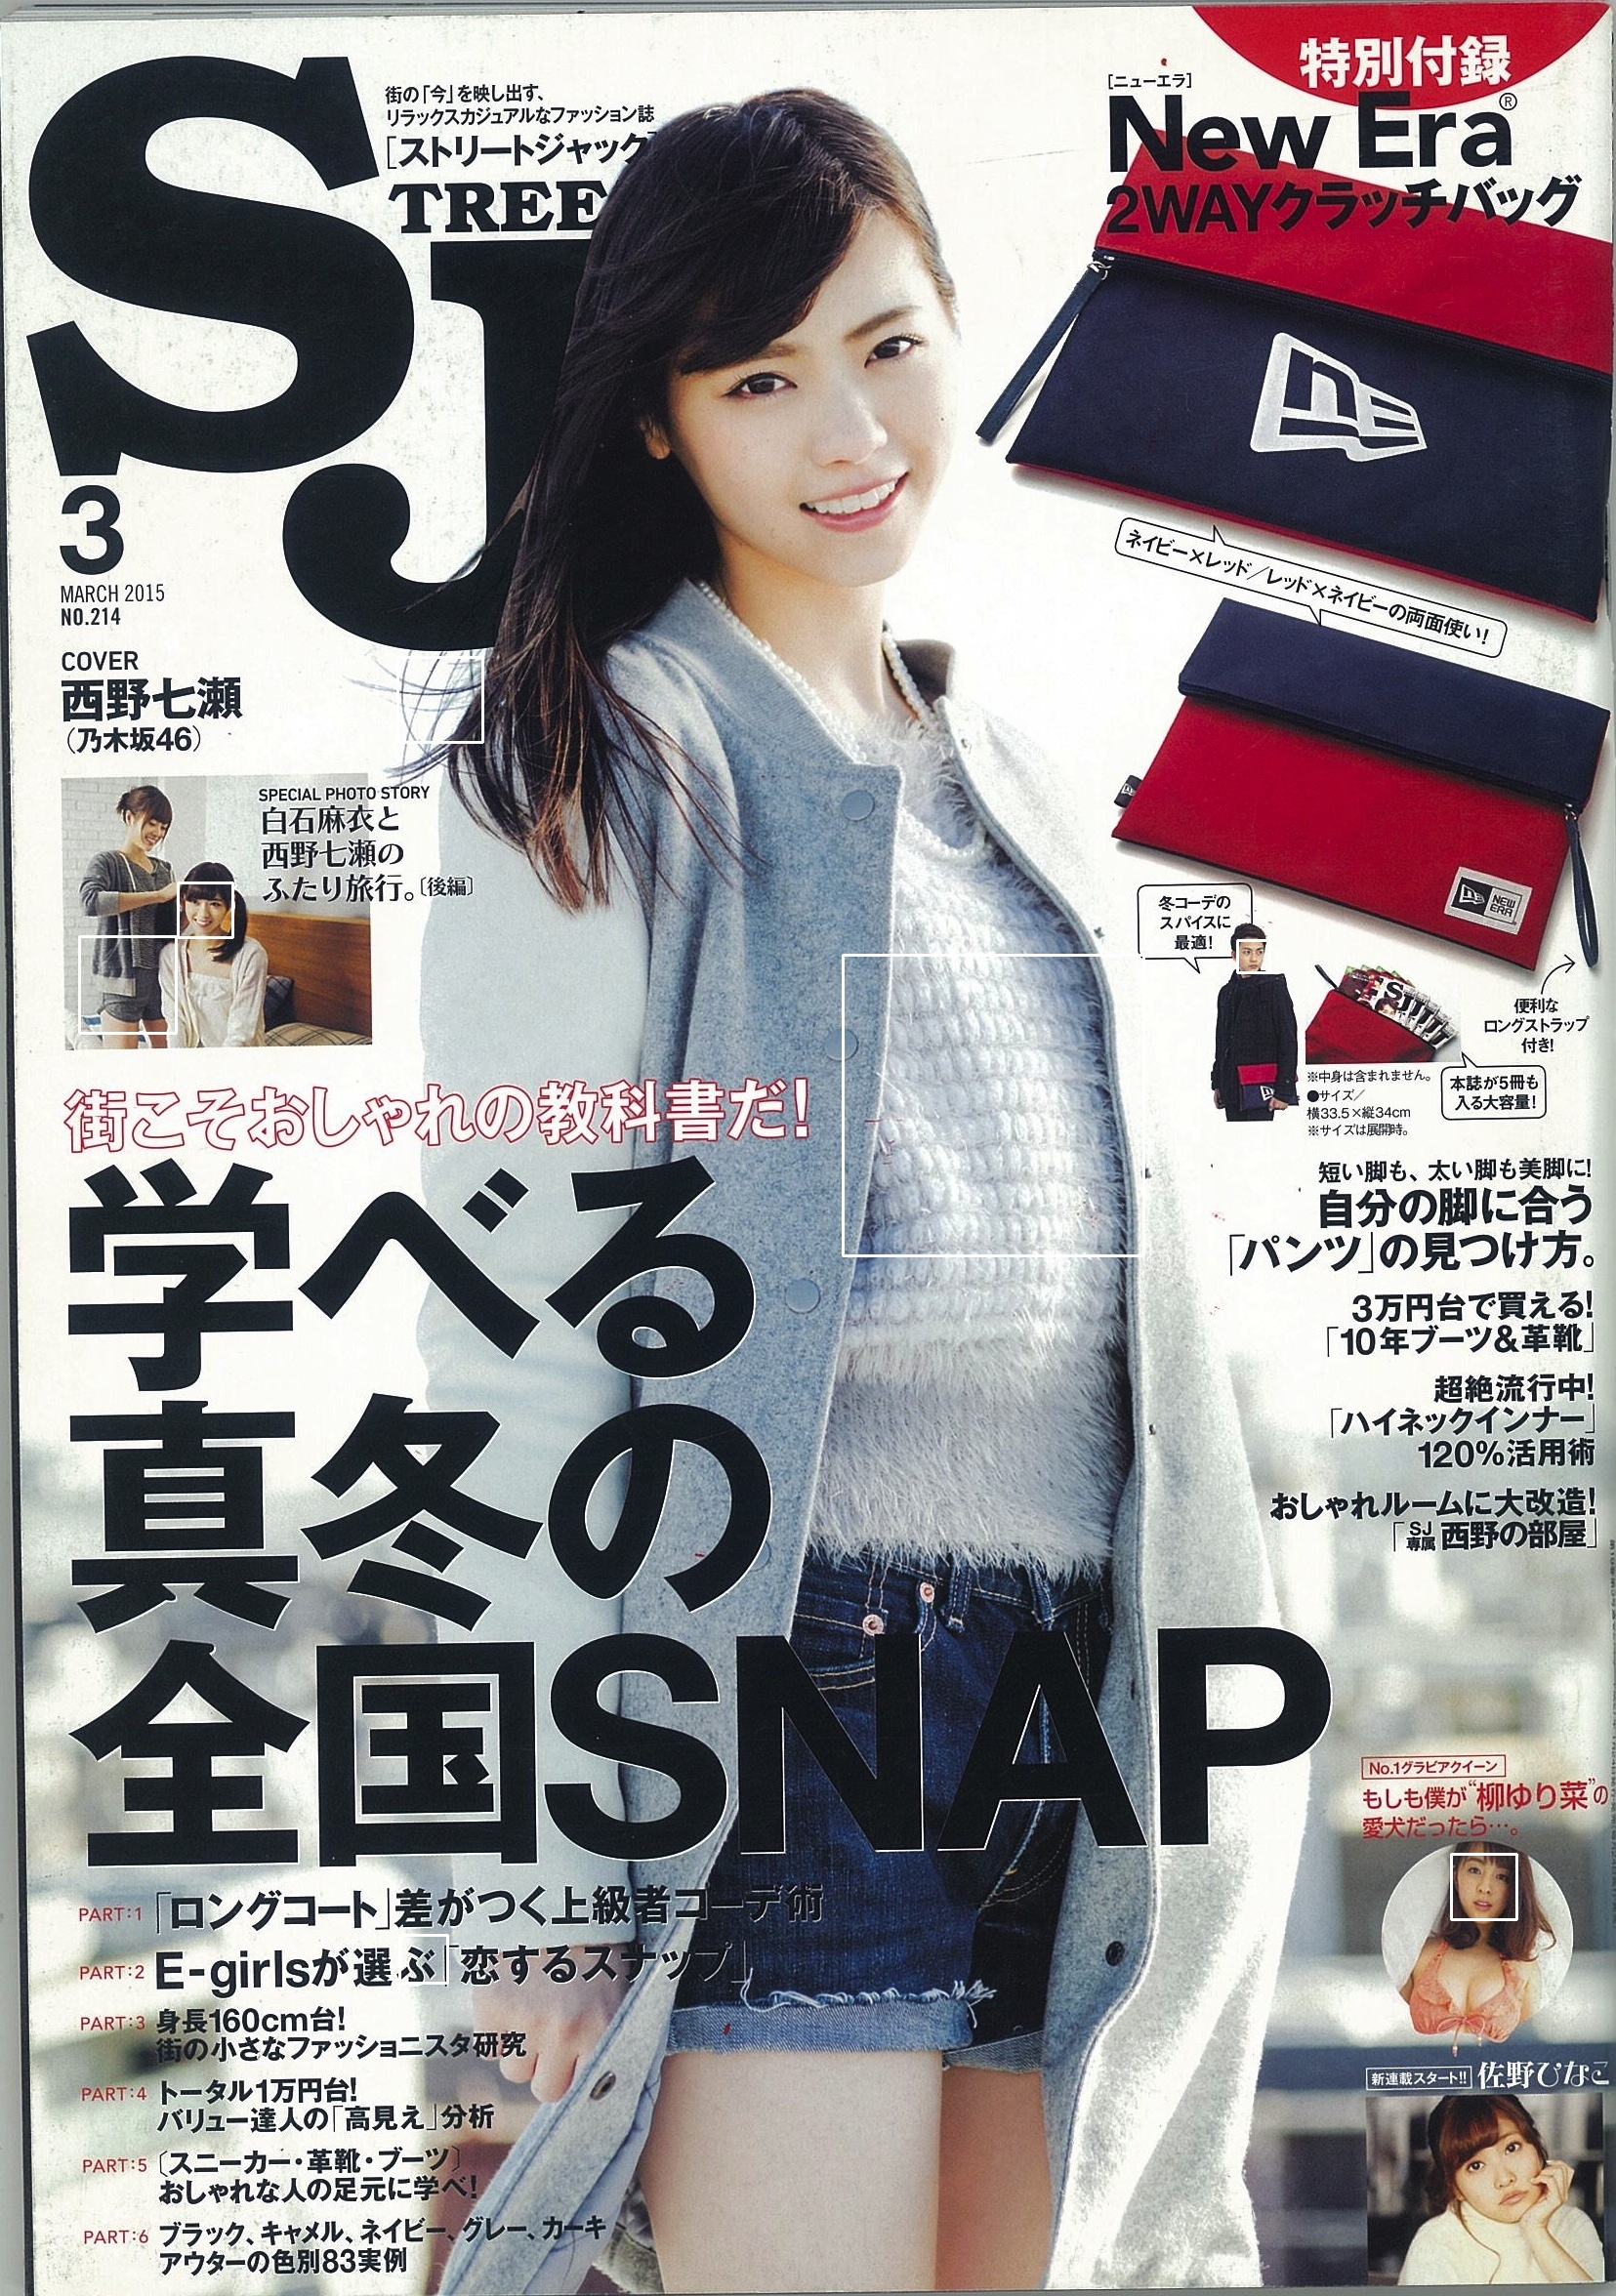 街の「今」を映し出す、
リラックスカジュアルなファッション誌
[ストリートジャック]
SJ
TREE
3
MARCH 2015
NO.214
COVER
西野七瀬
(乃木坂46)
SPECIAL PHOTO STORY
白石麻衣と
西野七瀬の
ふたり旅行。〔後編〕
特別付録
[ニューエラ]
New Era®
2WAYクラッチバッグ
ネイビー×レッド/レッド×ネイビーの両面使い!
NEW
ERA
冬コーデの
スパイスに
最適!
便利な
ロングストラップ
付き!
※中身は含まれません。
●サイズ/
横33.5×縦34cm
※サイズは展開時。
本誌が5冊も
入る大容量!
街こそおしゃれの教科書だ!
学べる
真冬の
全国SNAP
短い脚も、太い脚も美脚に!
自分の脚に合う
「パンツ」の見つけ方。
3万円台で買える!
「10年ブーツ&革靴」
超絶流行中!
「ハイネックインナー」
120%活用術
おしゃれルームに大改造!
「SJ専属 西野の部屋」
No.1グラビアクイーン
もしも僕が“柳ゆり菜”の
愛犬だったら…。
新連載スタート!! 佐野ひなこ
PART:1 「ロングコート」差がつく上級者コーデ術
PART:2 E-girlsが選ぶ「恋するスナップ」
PART:3 身長160cm台!
街の小さなファッショニスタ研究
PART:4 トータル1万円台!
バリュー達人の「高見え」分析
PART:5 〔スニーカー・革靴・ブーツ〕
おしゃれな人の足元に学べ!
PART:6 ブラック、キャメル、ネイビー、グレー、カーキ
アウターの色別83実例